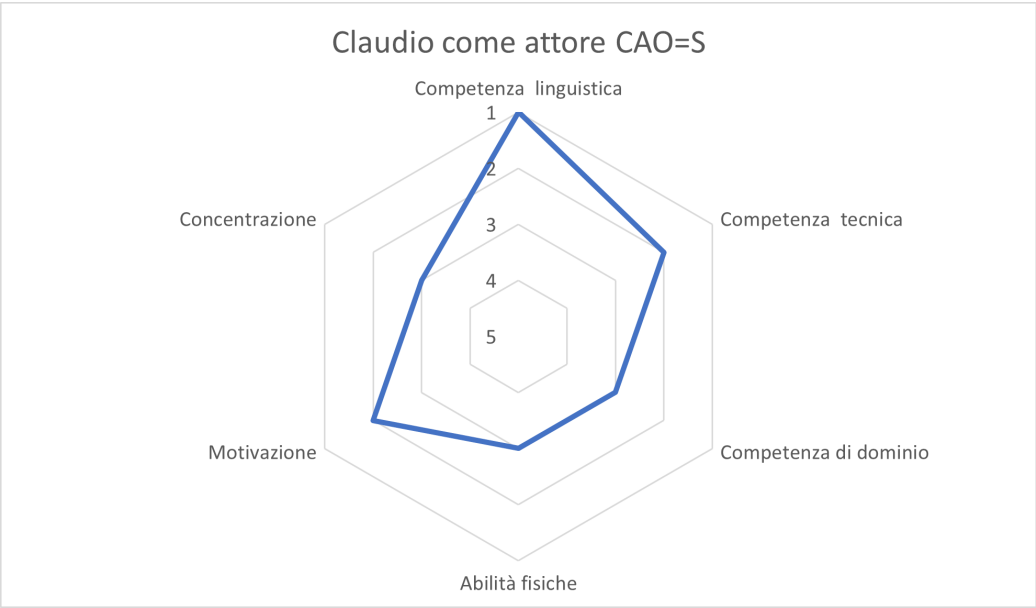 Claudio come attore CAO=S
Competenza linguistica
1
2
3
4
5
Concentrazione
Competenza tecnica
Motivazione
Competenza di dominio
Abilità fisiche